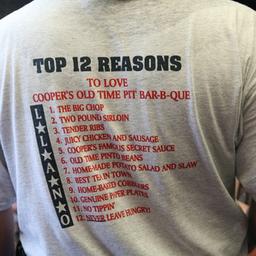 TOP 12 REASONS
TO LOVE
COOPER'S OLD TIME PIT BAR-B-QUE
LLANO
1. THE BIG CHOP
2. TWO POUND SIRLOIN
3. TENDER RIBS
4. JUICY CHICKEN AND SAUSAGE
5. COOPER'S FAMOUS SECRET SAUCE
6. OLD TIME PINTO BEANS
7. HOME-MADE POTATO SALAD AND SLAW
8. BEST TEA IN TOWN
9. HOME-BAKED COBBLERS
10. GENUINE PAPER PLATES
11. NO TIPPIN'
12. NEVER LEAVE HUNGRY!